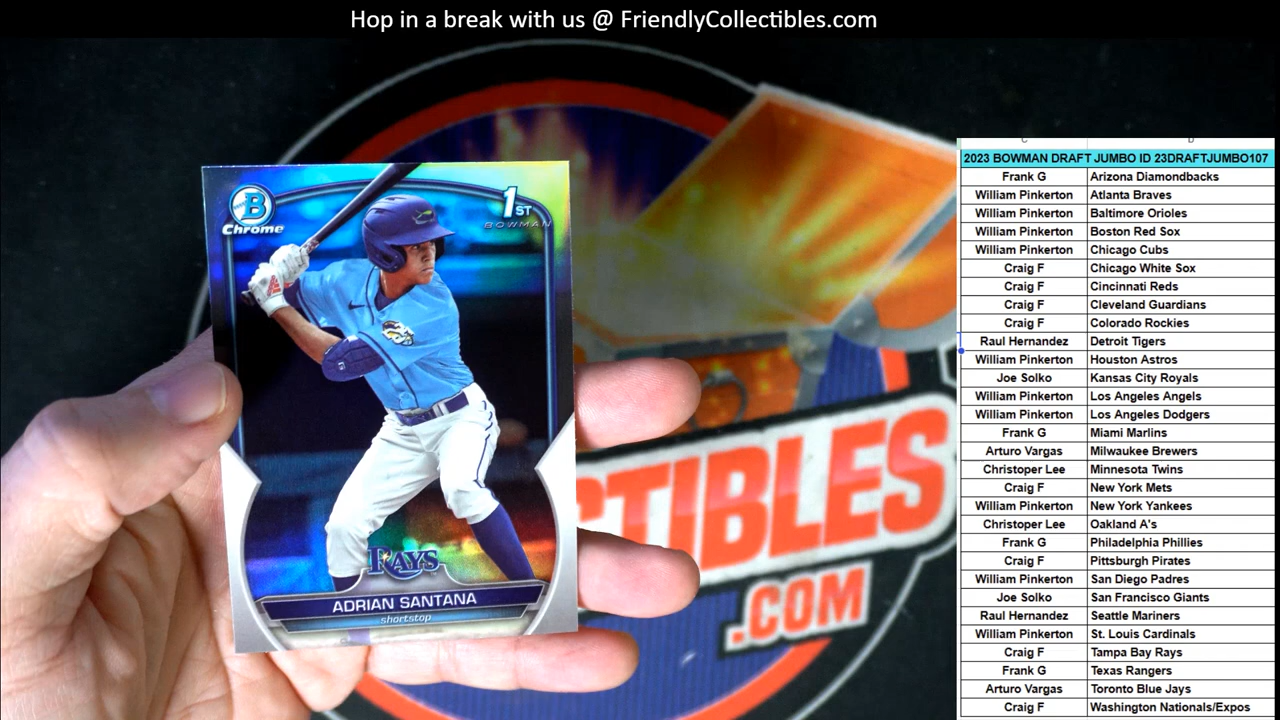 Hop in a break with us @ FriendlyCollectibles.com
B
Chrome
1ST
BOWMAN
RAYS
ADRIAN SANTANA
shortstop
CTIBLES
.COM
C D
2023 BOWMAN DRAFT JUMBO ID 23DRAFTJUMBO107
Frank G Arizona Diamondbacks
William Pinkerton Atlanta Braves
William Pinkerton Baltimore Orioles
William Pinkerton Boston Red Sox
William Pinkerton Chicago Cubs
Craig F Chicago White Sox
Craig F Cincinnati Reds
Craig F Cleveland Guardians
Craig F Colorado Rockies
Raul Hernandez Detroit Tigers
William Pinkerton Houston Astros
Joe Solko Kansas City Royals
William Pinkerton Los Angeles Angels
William Pinkerton Los Angeles Dodgers
Frank G Miami Marlins
Arturo Vargas Milwaukee Brewers
Christoper Lee Minnesota Twins
Craig F New York Mets
William Pinkerton New York Yankees
Christoper Lee Oakland A's
Frank G Philadelphia Phillies
Craig F Pittsburgh Pirates
William Pinkerton San Diego Padres
Joe Solko San Francisco Giants
Raul Hernandez Seattle Mariners
William Pinkerton St. Louis Cardinals
Craig F Tampa Bay Rays
Frank G Texas Rangers
Arturo Vargas Toronto Blue Jays
Craig F Washington Nationals/Expos